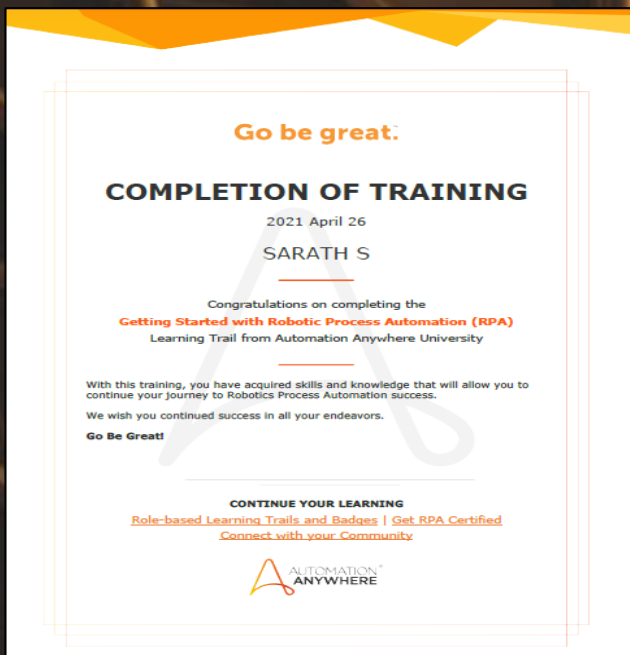 Go be great.™
COMPLETION OF TRAINING
2021 April 26
SARATH S
Congratulations on completing the
Getting Started with Robotic Process Automation (RPA)
Learning Trail from Automation Anywhere University
With this training, you have acquired skills and knowledge that will allow you to
continue your journey to Robotics Process Automation success.
We wish you continued success in all your endeavors.
Go Be Great!
CONTINUE YOUR LEARNING
Role-based Learning Trails and Badges | Get RPA Certified
Connect with your Community
AUTOMATION®
ANYWHERE